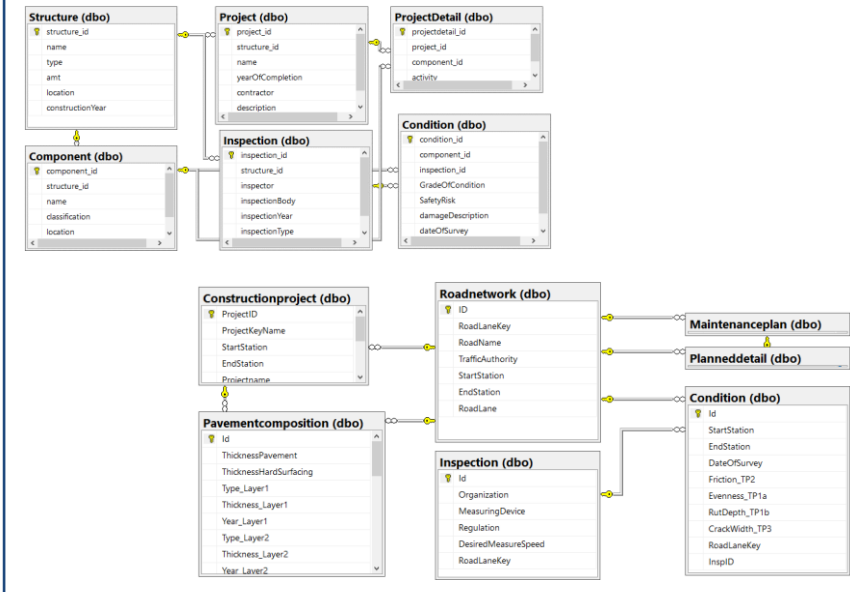 Structure (dbo)
structure_id
name
type
amt
location
constructionYear
Project (dbo)
project_id
structure_id
name
yearOfCompletion
contractor
description
ProjectDetail (dbo)
projectdetail_id
project_id
component_id
activity
Component (dbo)
component_id
structure_id
name
classification
location
Inspection (dbo)
inspection_id
structure_id
inspector
inspectionBody
inspectionYear
inspectionType
Condition (dbo)
condition_id
component_id
inspection_id
GradeOfCondition
SafetyRisk
damageDescription
dateOfSurvey
Constructionproject (dbo)
ProjectID
ProjectKeyName
StartStation
EndStation
Projectname
Roadnetwork (dbo)
ID
RoadLaneKey
RoadName
TrafficAuthority
StartStation
EndStation
RoadLane
Maintenanceplan (dbo)
Planneddetail (dbo)
Pavementcomposition (dbo)
Id
ThicknessPavement
ThicknessHardSurfacing
Type_Layer1
Thickness_Layer1
Year_Layer1
Type_Layer2
Thickness_Layer2
Year_Layer2
Inspection (dbo)
Id
Organization
MeasuringDevice
Regulation
DesiredMeasureSpeed
RoadLaneKey
Condition (dbo)
Id
StartStation
EndStation
DateOfSurvey
Friction_TP2
Evenness_TP1a
RutDepth_TP1b
CrackWidth_TP3
RoadLaneKey
InspID